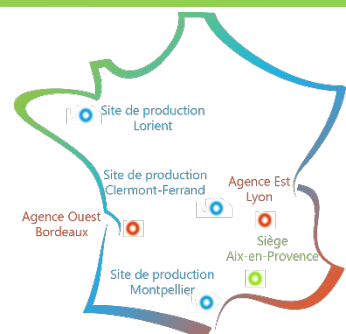 Site de production
Lorient
Site de production
Clermont-Ferrand
Agence Est
Lyon
Agence Ouest
Bordeaux
Siège
Aix-en-Provence
Site de production
Montpellier